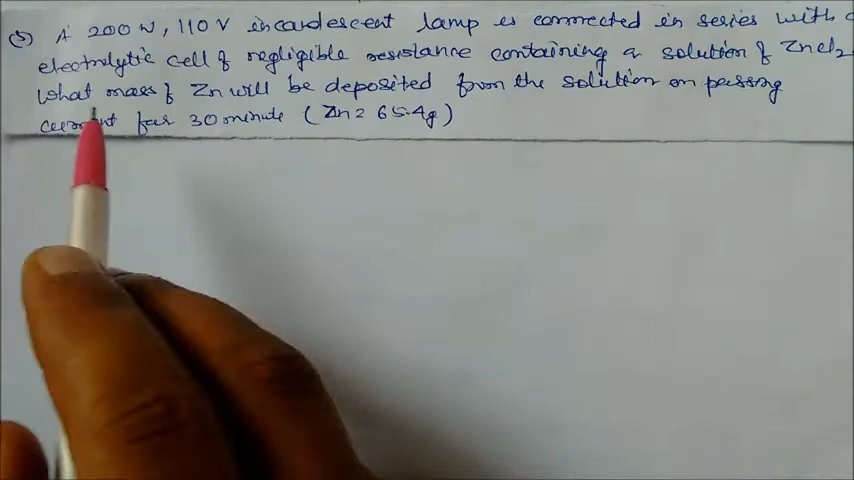 (5) A 200 W, 110 V incandescent lamp is connected in series with a
electrolytic cell of negligible resistance containing a solution of ZnCl2
What mass of Zn will be deposited from the solution on passing
current for 30 minute (Zn = 65.4g)